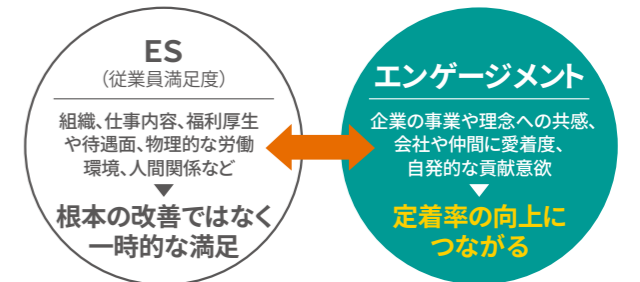 ES
（従業員満足度）
組織、仕事内容、福利厚生
や待遇面、物理的な労働
環境、人間関係など
根本の改善ではなく
一時的な満足
エンゲージメント
企業の事業や理念への共感、
会社や仲間に愛着度、
自発的な貢献意欲
定着率の向上に
つながる